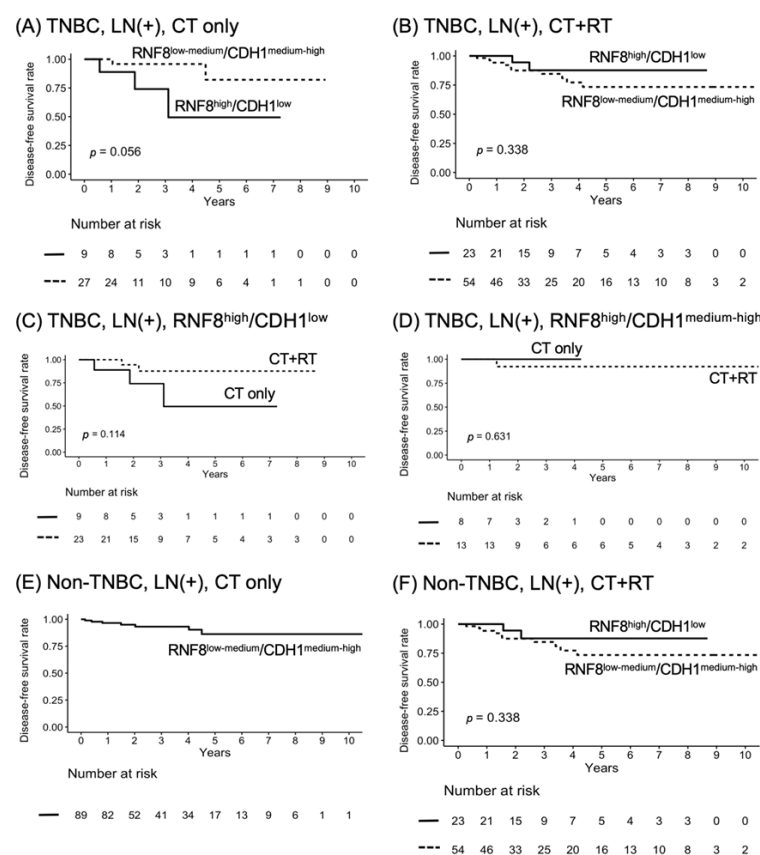 (A) TNBC, LN(+), CT only
Disease-free survival rate
1.00
0.75
0.50
0.25
0.00
RNF8low-medium/CDH1medium-high
RNF8high/CDH1low
p = 0.056
0 1 2 3 4 5 6 7 8 9 10
Years
Number at risk
9 8 5 3 1 1 1 1 0 0 0
27 24 11 10 9 6 4 1 1 0 0
(B) TNBC, LN(+), CT+RT
Disease-free survival rate
1.00
0.75
0.50
0.25
0.00
RNF8high/CDH1low
RNF8low-medium/CDH1medium-high
p = 0.338
0 1 2 3 4 5 6 7 8 9 10
Years
Number at risk
23 21 15 9 7 5 4 3 3 0 0
54 46 33 25 20 16 13 10 8 3 2
(C) TNBC, LN(+), RNF8high/CDH1low
Disease-free survival rate
1.00
0.75
0.50
0.25
0.00
CT+RT
CT only
p = 0.114
0 1 2 3 4 5 6 7 8 9 10
Years
Number at risk
9 8 5 3 1 1 1 1 0 0 0
23 21 15 9 7 5 4 3 3 0 0
(D) TNBC, LN(+), RNF8high/CDH1medium-high
Disease-free survival rate
1.00
0.75
0.50
0.25
0.00
CT only
CT+RT
p = 0.631
0 1 2 3 4 5 6 7 8 9 10
Years
Number at risk
8 7 3 2 1 0 0 0 0 0 0
13 13 9 6 6 6 5 4 3 2 2
(E) Non-TNBC, LN(+), CT only
Disease-free survival rate
1.00
0.75
0.50
0.25
0.00
RNF8low-medium/CDH1medium-high
0 1 2 3 4 5 6 7 8 9 10
Years
Number at risk
89 82 52 41 34 17 13 9 6 1 1
(F) Non-TNBC, LN(+), CT+RT
Disease-free survival rate
1.00
0.75
0.50
0.25
0.00
RNF8high/CDH1low
RNF8low-medium/CDH1medium-high
p = 0.338
0 1 2 3 4 5 6 7 8 9 10
Years
Number at risk
23 21 15 9 7 5 4 3 3 0 0
54 46 33 25 20 16 13 10 8 3 2